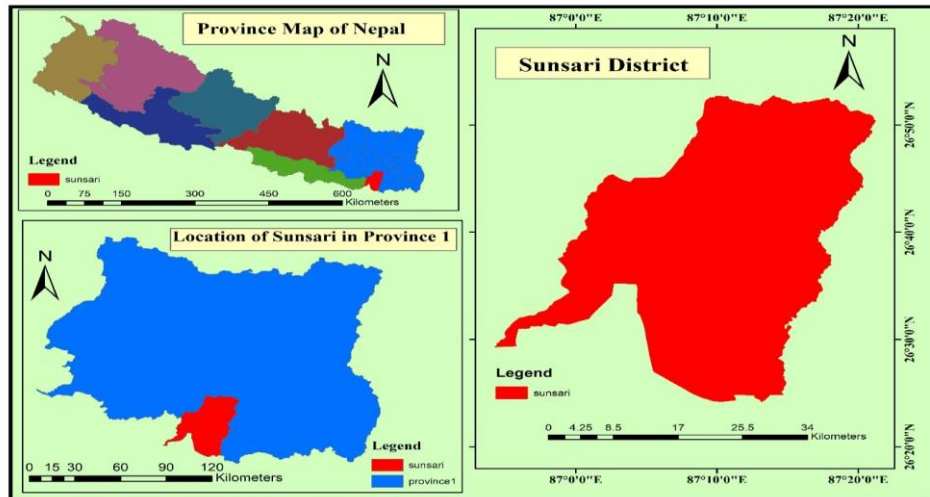 Province Map of Nepal
N
Legend
sunsari
0 75 150 300 450 600
Kilometers
Location of Sunsari in Province 1
N
Legend
sunsari
province1
0 15 30 60 90 120
Kilometers
87°0'0"E 87°10'0"E 87°20'0"E
Sunsari District
N
26°50'0"N
26°40'0"N
26°30'0"N
26°20'0"N
Legend
sunsari
0 4.25 8.5 17 25.5 34
Kilometers
87°0'0"E 87°10'0"E 87°20'0"E